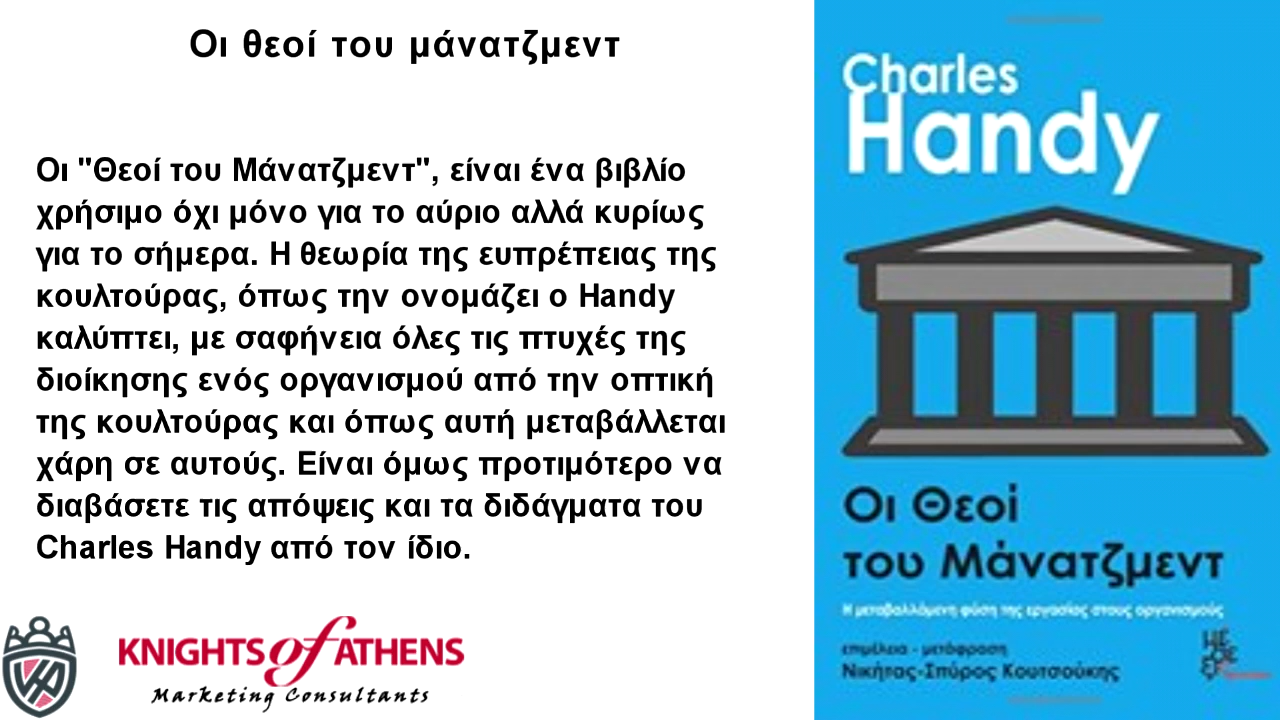 Οι θεοί του μάνατζμεντ
Οι "Θεοί του Μάνατζμεντ", είναι ένα βιβλίο
χρήσιμο όχι μόνο για το αύριο αλλά κυρίως
για το σήμερα. Η θεωρία της ευπρέπειας της
κουλτούρας, όπως την ονομάζει ο Handy
καλύπτει, με σαφήνεια όλες τις πτυχές της
διοίκησης ενός οργανισμού από την οπτική
της κουλτούρας και όπως αυτή μεταβάλλεται
χάρη σε αυτούς. Είναι όμως προτιμότερο να
διαβάσετε τις απόψεις και τα διδάγματα του
Charles Handy από τον ίδιο.
KNIGHTS of ATHENS
Marketing Consultants
Charles
Handy
Οι Θεοί
του Μάνατζμεντ
Η μεταβαλλόμενη φύση της εργασίας στους οργανισμούς
επιμέλεια - μετάφραση
Νικήτας-Σπύρος Κουτσούκης